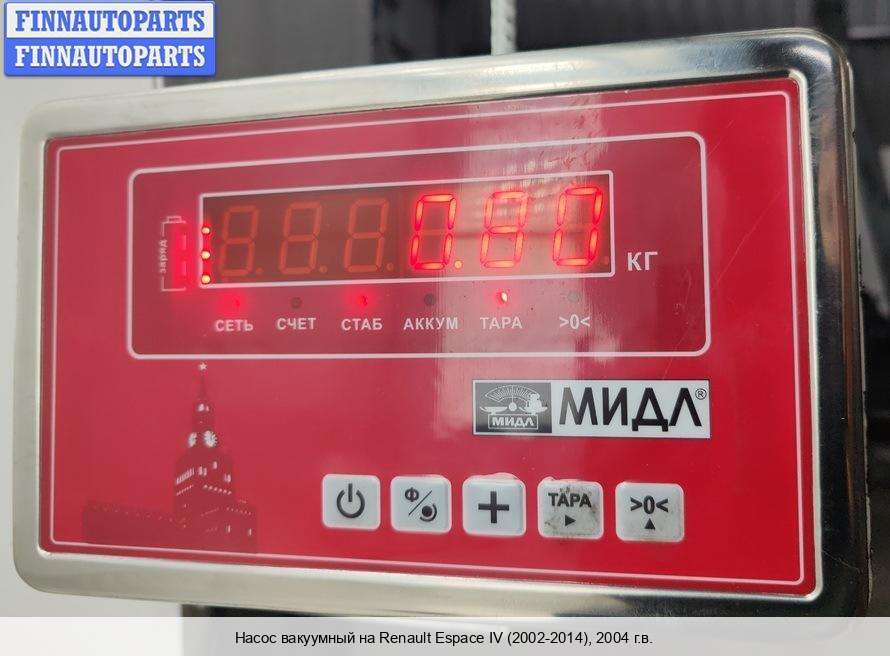 FINNAUTOPARTS
FINNAUTOPARTS
заряд
0.80 КГ
СЕТЬ СЧЕТ СТАБ АККУМ ТАРА >0<
МИДЛ МИДЛ®
Ф ТАРА >0<
Насос вакуумный на Renault Espace IV (2002-2014), 2004 г.в.